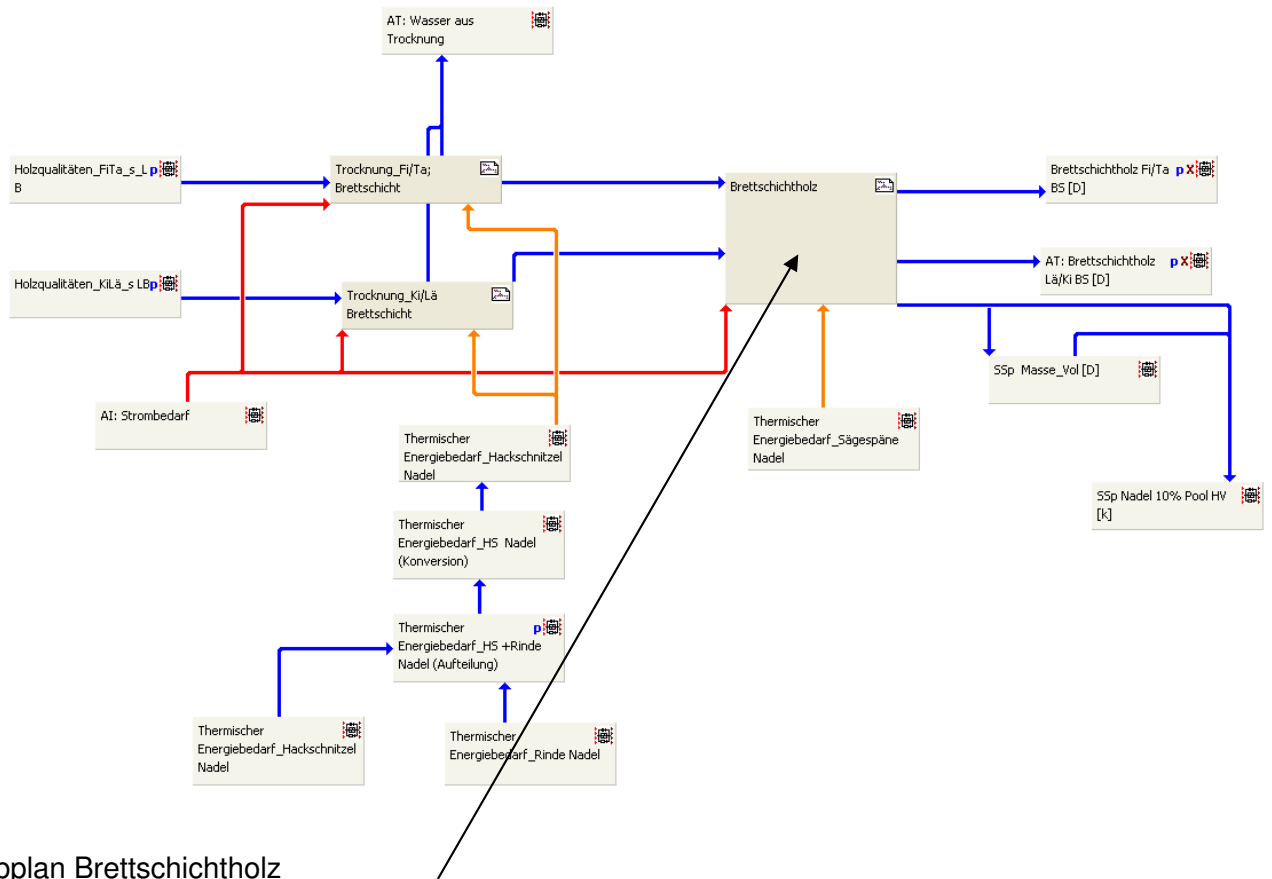 AT: Wasser aus
Trocknung
Holzqualitäten_FiTa_s_L p
B
Trocknung_Fi/Ta;
Brettschicht
Brettschichtholz
Brettschichtholz Fi/Ta p X
BS [D]
Holzqualitäten_KiLä_s LB p
Trocknung_Ki/Lä
Brettschicht
AT: Brettschichtholz p X
Lä/Ki BS [D]
SSp Masse_Vol [D]
AI: Strombedarf
Thermischer
Energiebedarf_Hackschnitzel
Nadel
Thermischer
Energiebedarf_Sägespäne
Nadel
SSp Nadel 10% Pool HV
[k]
Thermischer
Energiebedarf_HS Nadel
(Konversion)
Thermischer p
Energiebedarf_HS +Rinde
Nadel (Aufteilung)
Thermischer
Energiebedarf_Hackschnitzel
Nadel
Thermischer
Energiebedarf_Rinde Nadel
Brettschichtholz